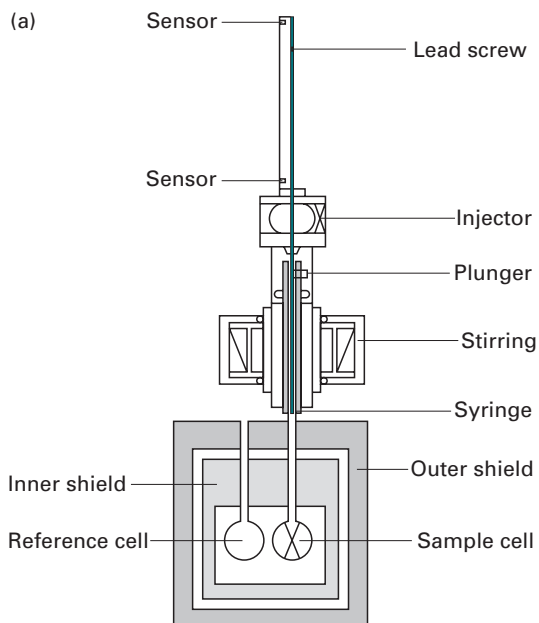 (a)
Sensor
Lead screw
Sensor
Injector
Plunger
Stirring
Syringe
Outer shield
Inner shield
Reference cell
Sample cell